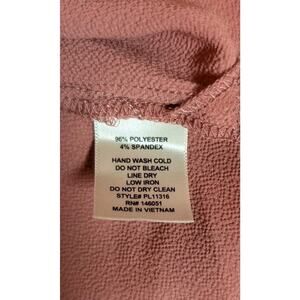 96% POLYESTER
4% SPANDEX
HAND WASH COLD
DO NOT BLEACH
LINE DRY
LOW IRON
DO NOT DRY CLEAN
STYLE# PL11316
RN# 146051
MADE IN VIETNAM